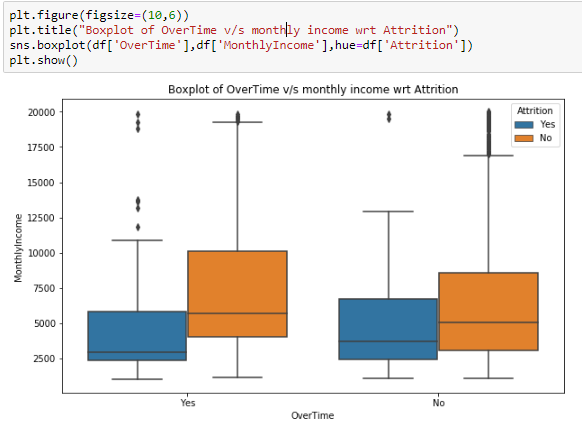 plt.figure(figsize=(10,6))
plt.title("Boxplot of OverTime v/s monthly income wrt Attrition")
sns.boxplot(df['OverTime'],df['MonthlyIncome'],hue=df['Attrition'])
plt.show()
Boxplot of OverTime v/s monthly income wrt Attrition
Attrition
Yes
No
20000
17500
15000
12500
10000
7500
5000
2500
MonthlyIncome
Yes No
OverTime